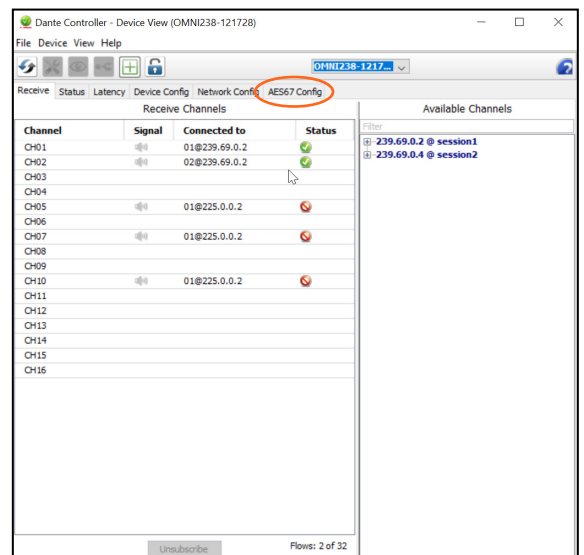 Dante Controller - Device View (OMNI238-121728)
File Device View Help
OMNI238-1217...
Receive Status Latency Device Config Network Config AES67 Config
Receive Channels
Available Channels
Channel Signal Connected to Status
Filter
CH01 01@239.69.0.2
239.69.0.2 @ session1
CH02 02@239.69.0.2
239.69.0.4 @ session2
CH03
CH04
CH05 01@225.0.0.2
CH06
CH07 01@225.0.0.2
CH08
CH09
CH10 01@225.0.0.2
CH11
CH12
CH13
CH14
CH15
CH16
Unsubscribe
Flows: 2 of 32